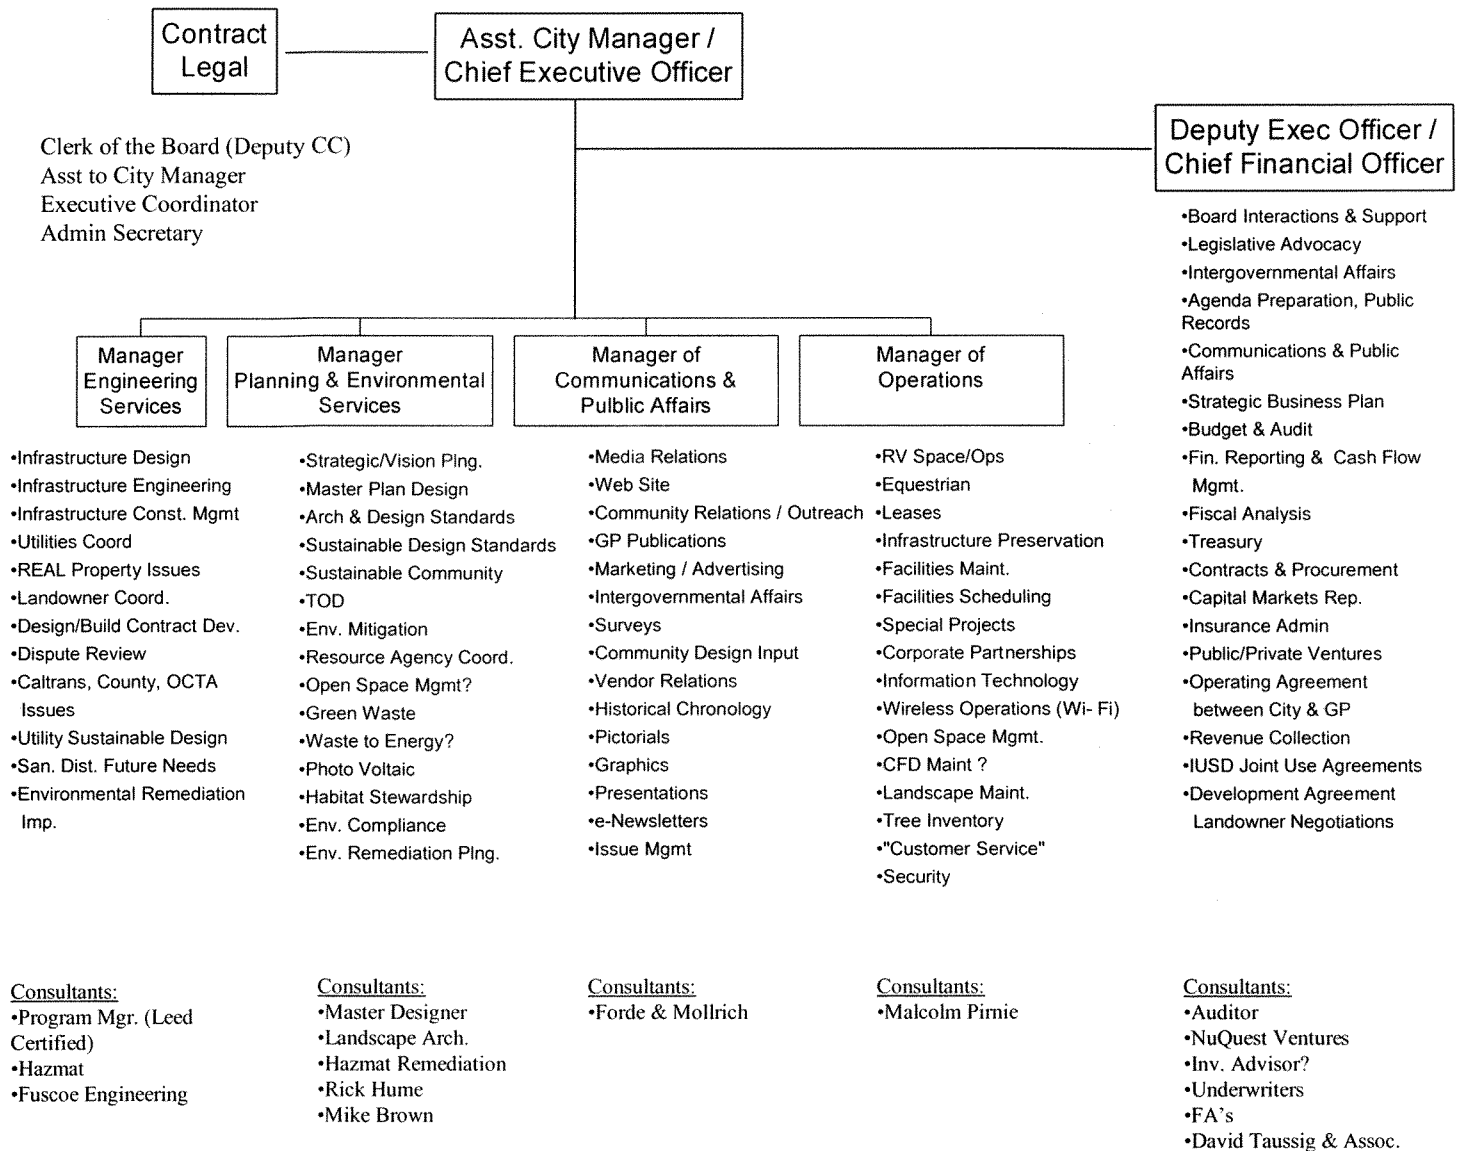 Contract
Legal
Asst. City Manager /
Chief Executive Officer
Deputy Exec Officer /
Chief Financial Officer
Clerk of the Board (Deputy CC)
Asst to City Manager
Executive Coordinator
Admin Secretary
•Board Interactions & Support
•Legislative Advocacy
•Intergovernmental Affairs
•Agenda Preparation, Public
Records
•Communications & Public
Affairs
•Strategic Business Plan
•Budget & Audit
•Fin. Reporting & Cash Flow
Mgmt.
•Fiscal Analysis
•Treasury
•Contracts & Procurement
•Capital Markets Rep.
•Insurance Admin
•Public/Private Ventures
•Operating Agreement
between City & GP
•Revenue Collection
•IUSD Joint Use Agreements
•Development Agreement
Landowner Negotiations
Manager
Engineering
Services
•Infrastructure Design
•Infrastructure Engineering
•Infrastructure Const. Mgmt
•Utilities Coord
•REAL Property Issues
•Landowner Coord.
•Design/Build Contract Dev.
•Dispute Review
•Caltrans, County, OCTA
Issues
•Utility Sustainable Design
•San. Dist. Future Needs
•Environmental Remediation
Imp.
Manager
Planning & Environmental
Services
•Strategic/Vision Plng.
•Master Plan Design
•Arch & Design Standards
•Sustainable Design Standards
•Sustainable Community
•TOD
•Env. Mitigation
•Resource Agency Coord.
•Open Space Mgmt?
•Green Waste
•Waste to Energy?
•Photo Voltaic
•Habitat Stewardship
•Env. Compliance
•Env. Remediation Plng.
Manager of
Communications &
Pulblic Affairs
•Media Relations
•Web Site
•Community Relations / Outreach
•GP Publications
•Marketing / Advertising
•Intergovernmental Affairs
•Surveys
•Community Design Input
•Vendor Relations
•Historical Chronology
•Pictorials
•Graphics
•Presentations
•e-Newsletters
•Issue Mgmt
Manager of
Operations
•RV Space/Ops
•Equestrian
•Leases
•Infrastructure Preservation
•Facilities Maint.
•Facilities Scheduling
•Special Projects
•Corporate Partnerships
•Information Technology
•Wireless Operations (Wi- Fi)
•Open Space Mgmt.
•CFD Maint ?
•Landscape Maint.
•Tree Inventory
•"Customer Service"
•Security
Consultants:
•Program Mgr. (Leed
Certified)
•Hazmat
•Fuscoe Engineering
Consultants:
•Master Designer
•Landscape Arch.
•Hazmat Remediation
•Rick Hume
•Mike Brown
Consultants:
•Forde & Mollrich
Consultants:
•Malcolm Pirnie
Consultants:
•Auditor
•NuQuest Ventures
•Inv. Advisor?
•Underwriters
•FA's
•David Taussig & Assoc.